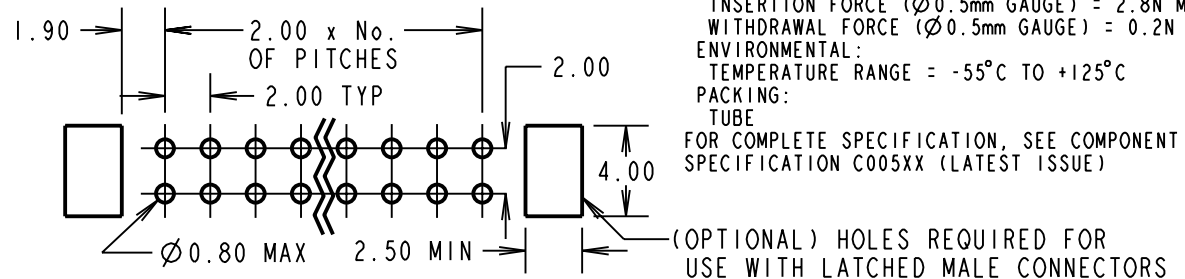 1.90
2.00 x No.
OF PITCHES
2.00
2.00 TYP
4.00
Ø0.80 MAX
2.50 MIN
INSERTION FORCE (Ø0.5mm GAUGE) = 2.8N
WITHDRAWAL FORCE (Ø0.5mm GAUGE) = 0.2N
ENVIRONMENTAL:
TEMPERATURE RANGE = -55°C TO +125°C
PACKING:
TUBE
FOR COMPLETE SPECIFICATION, SEE COMPONENT
SPECIFICATION C005XX (LATEST ISSUE)
(OPTIONAL) HOLES REQUIRED FOR
USE WITH LATCHED MALE CONNECTORS